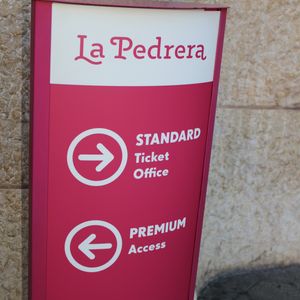 La Pedrera
STANDARD
Ticket
Office
PREMIUM
Access